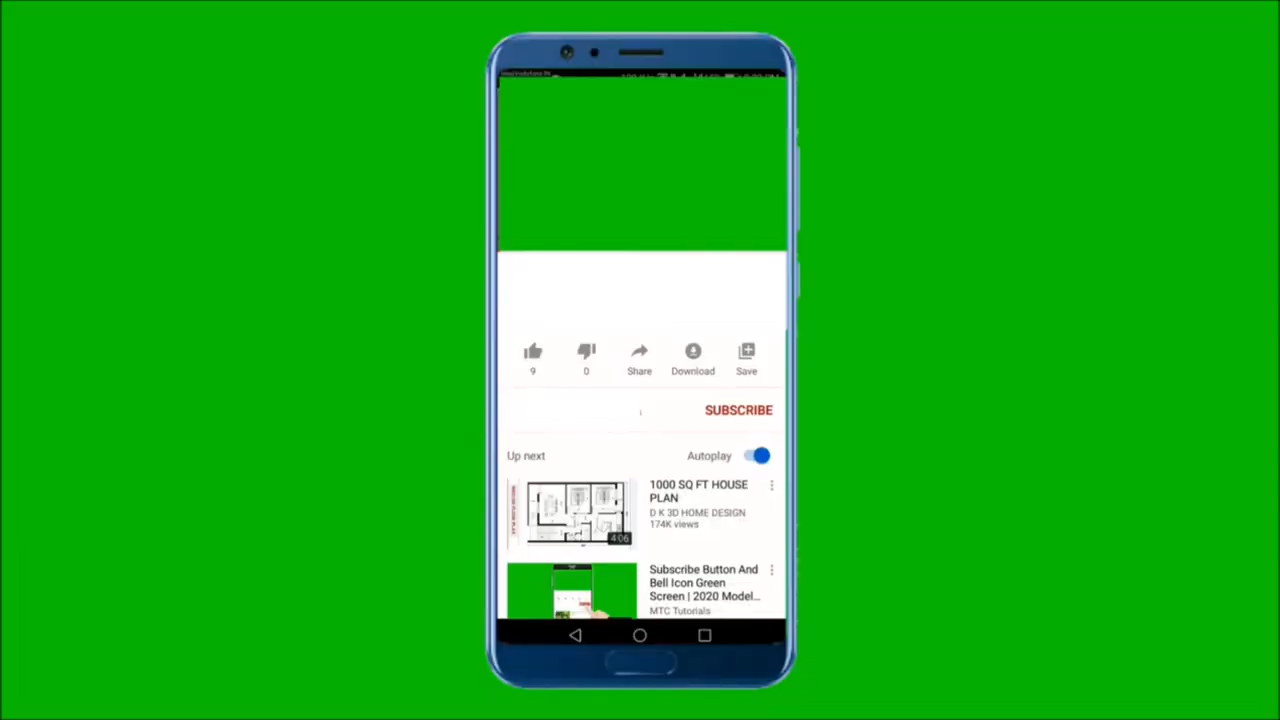 9
0
Share
Download
Save
SUBSCRIBE
Up next
Autoplay
1000 SQ FT HOUSE
PLAN
D K 3D HOME DESIGN
174K views
4:06
Subscribe Button And
Bell Icon Green
Screen | 2020 Model...
MTC Tutorials